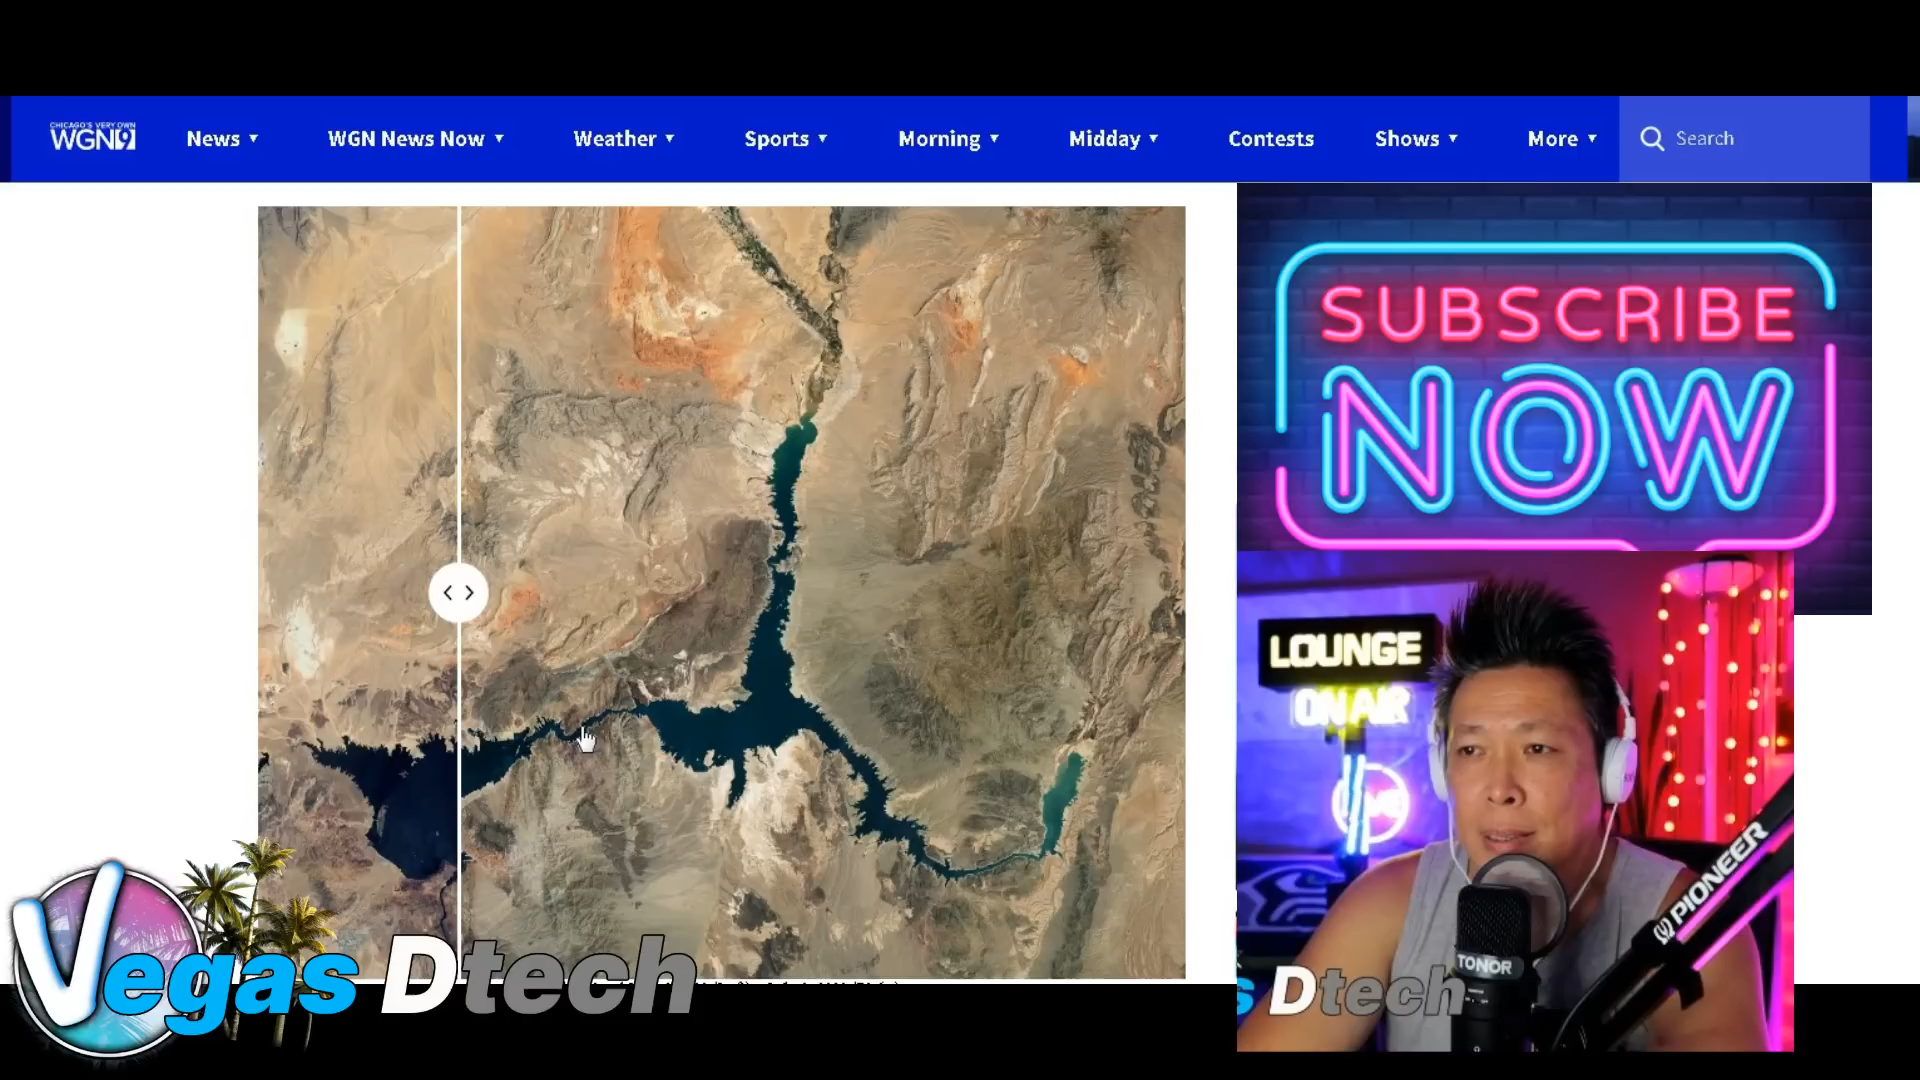 CHICAGO'S VERY OWN
WGN9
News
WGN News Now
Weather
Sports
Morning
Midday
Contests
Shows
More
Search
SUBSCRIBE
NOW
LOUNGE
ON AIR
PIONEER
TONOR
s Dtech
Vegas Dtech